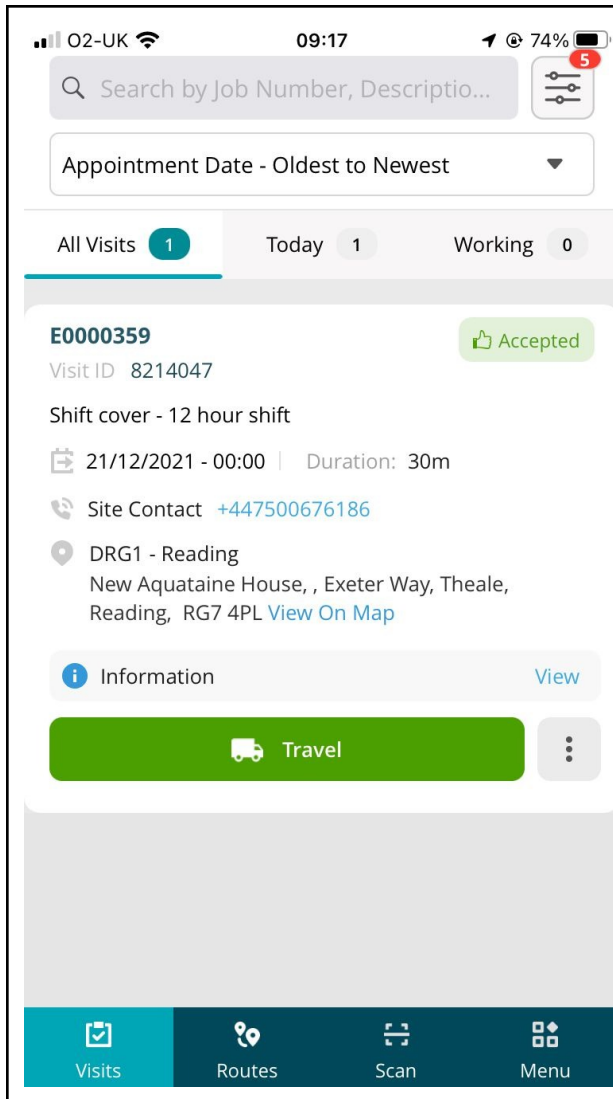 O2-UK 09:17 74%
5
Search by Job Number, Descriptio...
Appointment Date - Oldest to Newest
All Visits 1 Today 1 Working 0
E0000359 Accepted
Visit ID 8214047
Shift cover - 12 hour shift
21/12/2021 - 00:00 Duration: 30m
Site Contact +447500676186
DRG1 - Reading
New Aquataine House, , Exeter Way, Theale,
Reading, RG7 4PL View On Map
Information View
Travel
Visits Routes Scan Menu